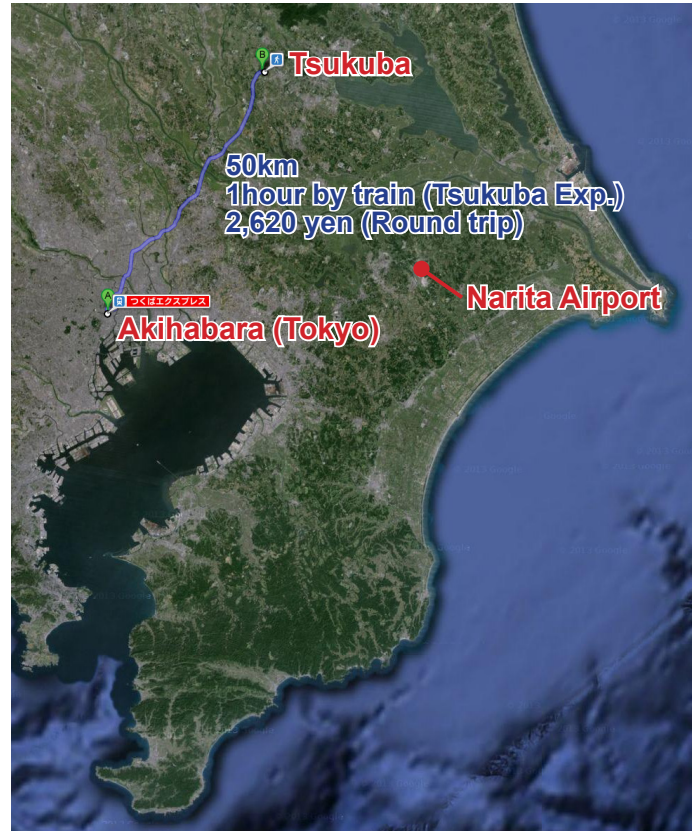 B
Tsukuba
50km
1hour by train (Tsukuba Exp.)
2,620 yen (Round trip)
Narita Airport
A
つくばエクスプレス
Akihabara (Tokyo)